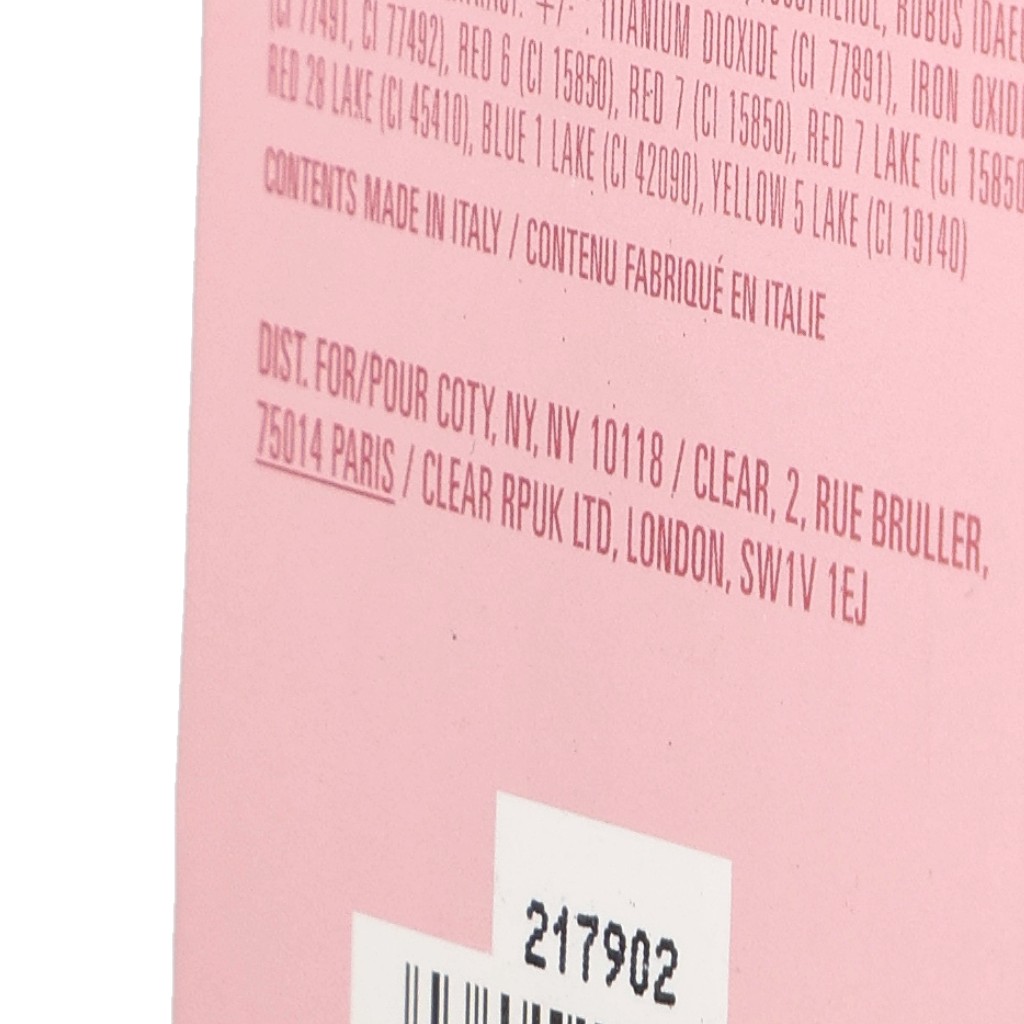 +/- : TITANIUM DIOXIDE (CI 77891), IRON
(CI 77491, CI 77492), RED 6 (CI 15850), RED 7 (CI 15850), RED 7 LAKE (CI
RED 28 LAKE (CI 45410), BLUE 1 LAKE (CI 42090), YELLOW 5 LAKE (CI 19140)
CONTENTS MADE IN ITALY / CONTENU FABRIQUÉ EN ITALIE
DIST. FOR/POUR COTY, NY, NY 10118 / CLEAR, 2, RUE BRULLER,
75014 PARIS / CLEAR RPUK LTD, LONDON, SW1V 1EJ
217902